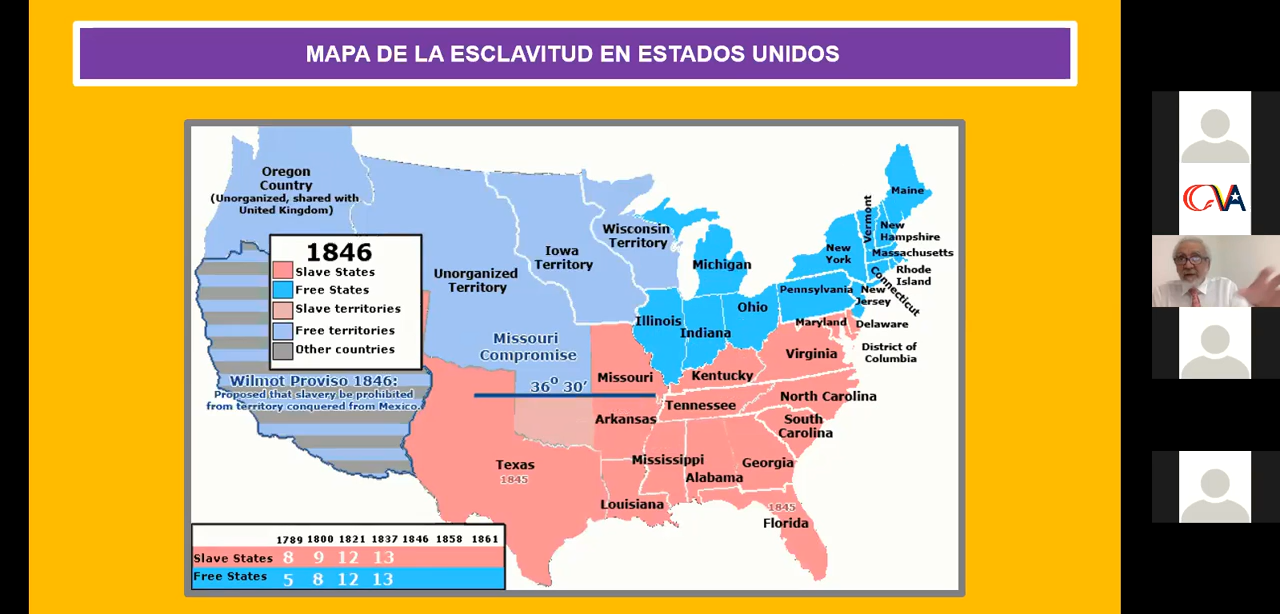 MAPA DE LA ESCLAVITUD EN ESTADOS UNIDOS
Oregon
Country
(Unorganized, shared with
United Kingdom)
1846
Slave States
Free States
Slave territories
Free territories
Other countries
Wilmot Proviso 1846:
Proposed that slavery be prohibited
from territory conquered from Mexico.
Unorganized
Territory
Iowa
Territory
Wisconsin
Territory
Michigan
Maine
Vermont
New
Hampshire
Massachusetts
New
York
Rhode
Island
Connecticut
Pennsylvania
New
Jersey
Ohio
Illinois
Indiana
Maryland
Delaware
District of
Columbia
Missouri
Compromise
36° 30′
Missouri
Kentucky
Virginia
Tennessee
North Carolina
Arkansas
South
Carolina
Mississippi
Alabama
Georgia
Texas
1845
Louisiana
1845
Florida
1789 1800 1821 1837 1846 1858 1861
Slave States 8 9 12 13
Free States 5 8 12 13
CVA